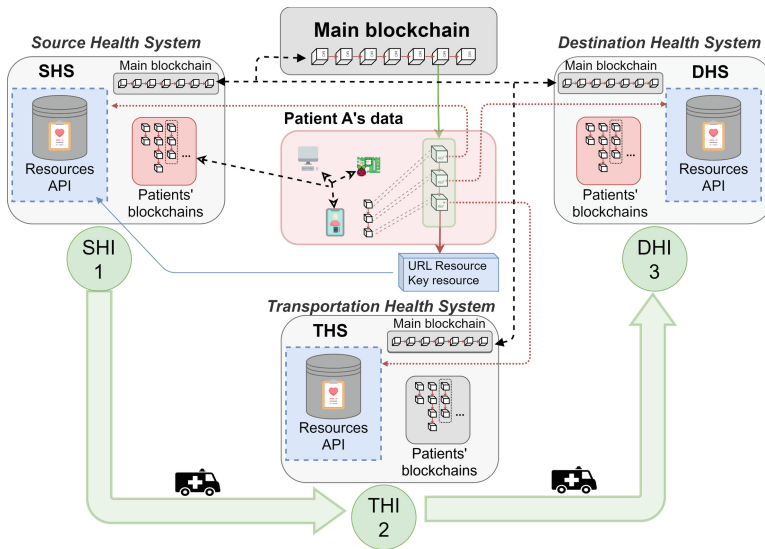 Main blockchain
Source Health System
SHS
Main blockchain
Resources
API
Patients'
blockchains
...
Destination Health System
DHS
Main blockchain
Resources
API
Patients'
blockchains
...
Patient A's data
URL Resource
Key resource
SHI
1
DHI
3
Transportation Health System
THS
Main blockchain
Resources
API
Patients'
blockchains
...
THI
2